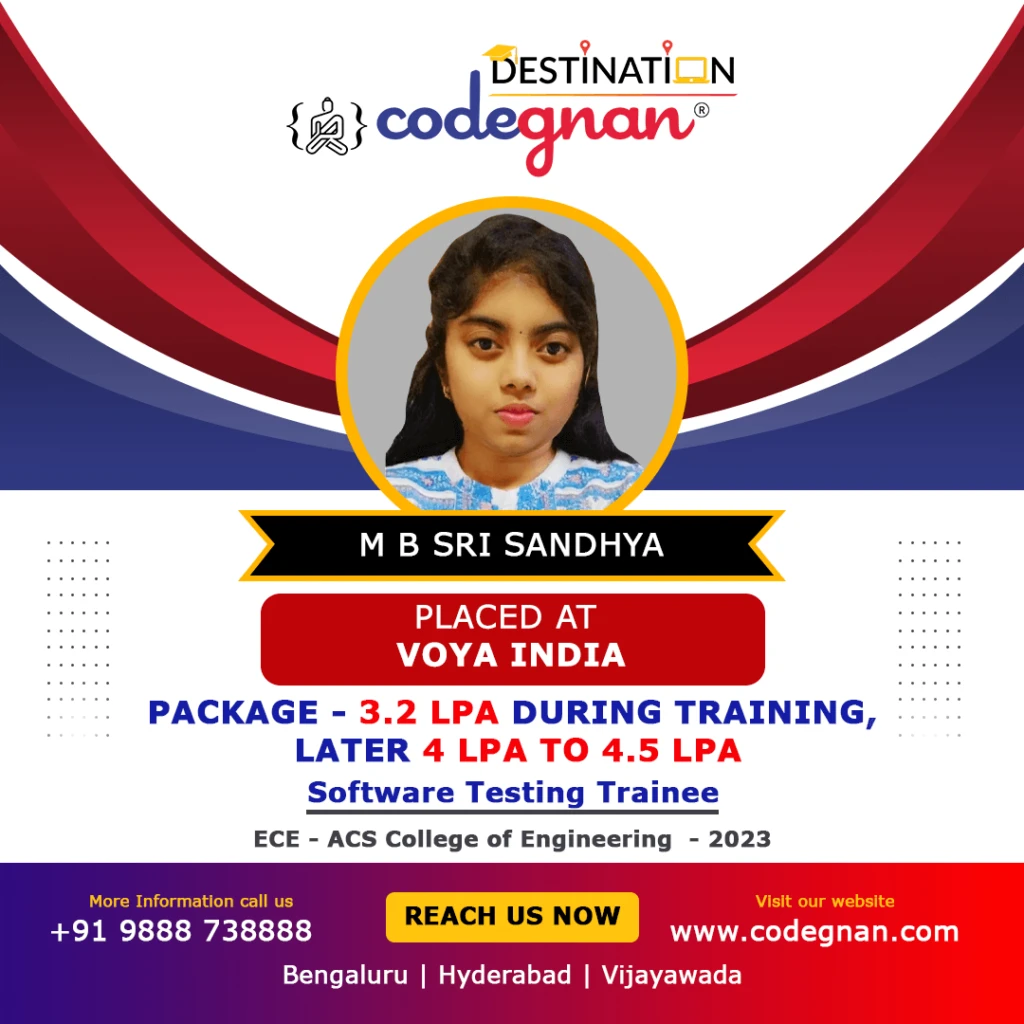 DESTINATION
codegnan®
M B SRI SANDHYA
PLACED AT
VOYA INDIA
PACKAGE - 3.2 LPA DURING TRAINING,
LATER 4 LPA TO 4.5 LPA
Software Testing Trainee
ECE - ACS College of Engineering - 2023
More Information call us
+91 9888 738888
REACH US NOW
Visit our website
www.codegnan.com
Bengaluru | Hyderabad | Vijayawada